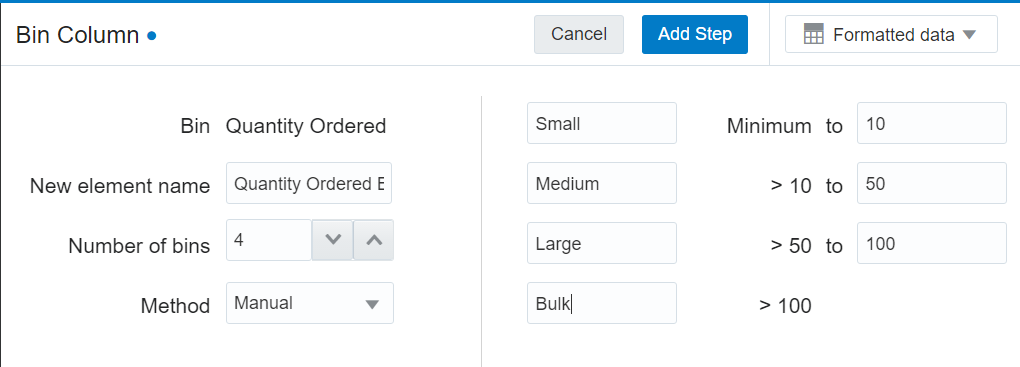 Bin Column
Cancel
Add Step
Formatted data
Bin Quantity Ordered
New element name Quantity Ordered E
Number of bins 4
Method Manual
Small Minimum to 10
Medium > 10 to 50
Large > 50 to 100
Bulk > 100